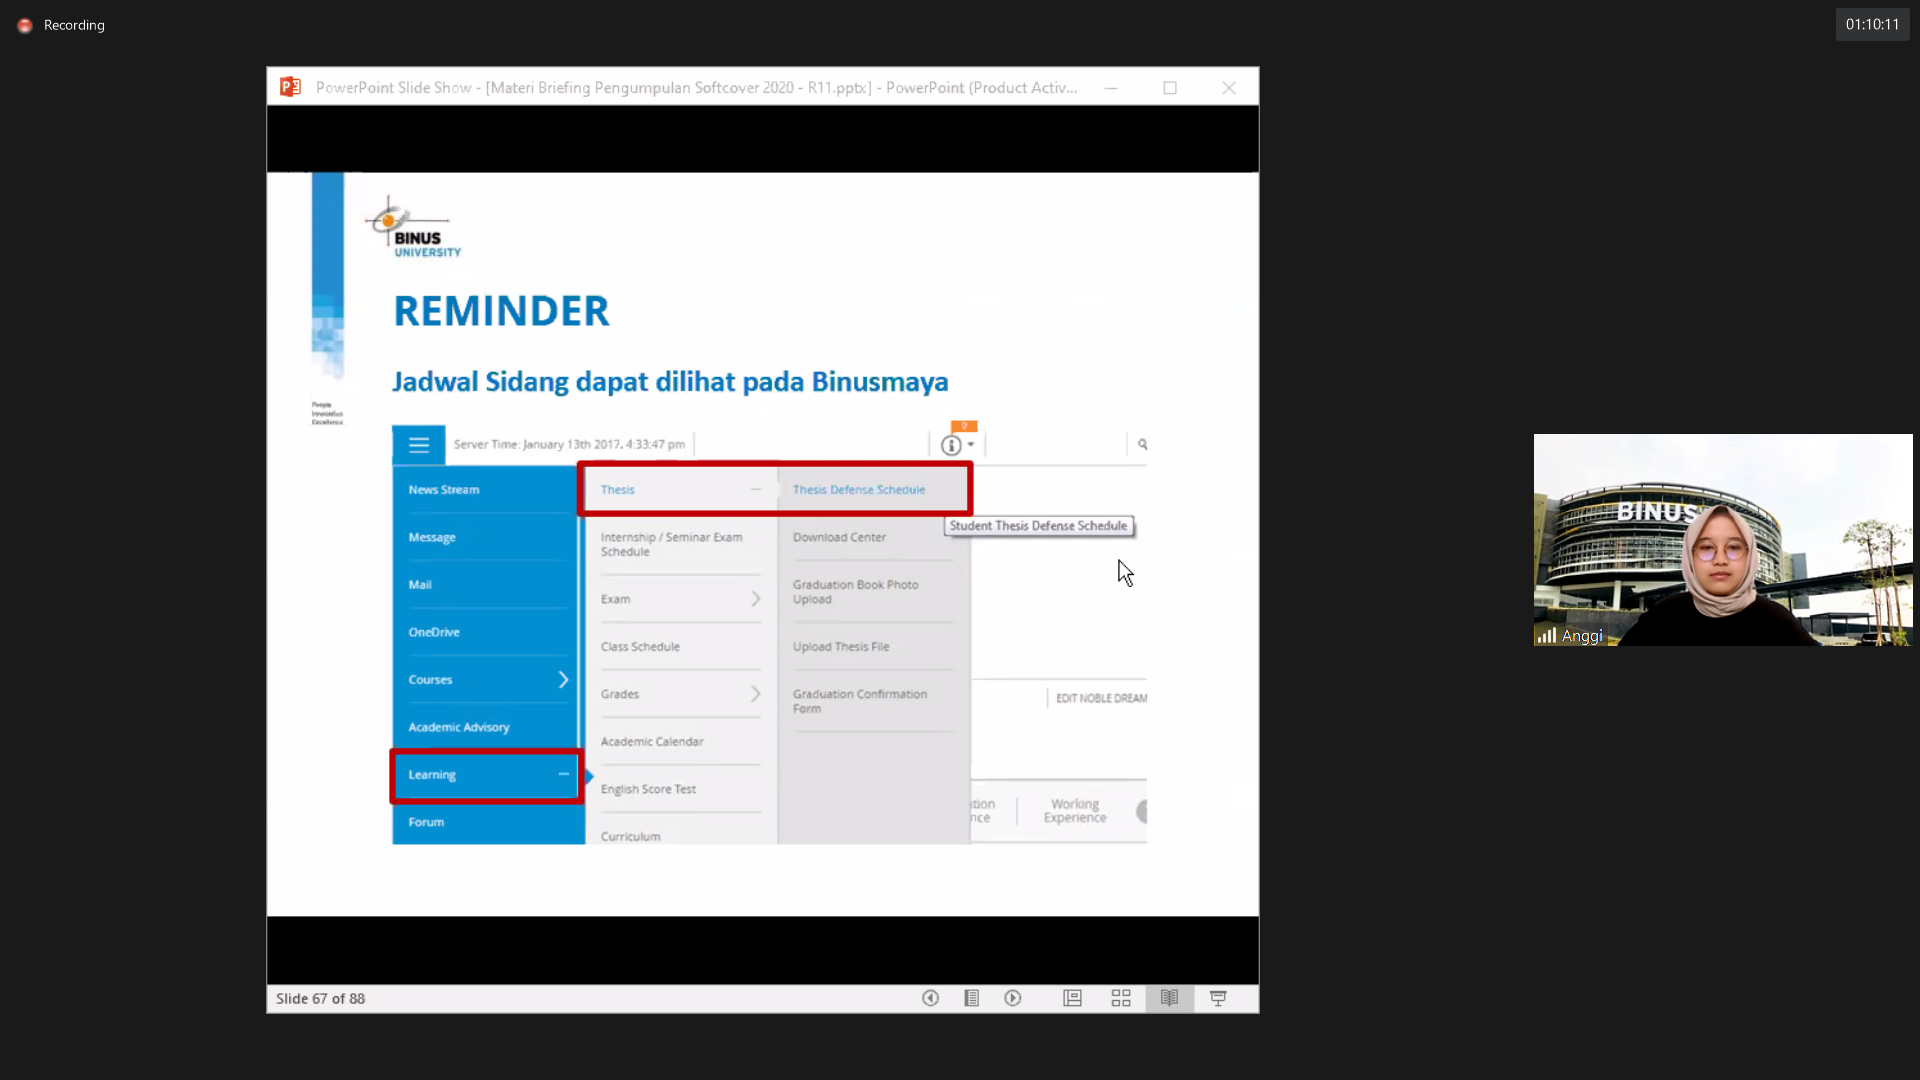 Recording
01:10:11
PowerPoint Slide Show - [Materi Briefing Pengumpulan Softcover 2020 - R11.pptx] - PowerPoint (Product Activ...
BINUS
UNIVERSITY
REMINDER
Jadwal Sidang dapat dilihat pada Binusmaya
People
Innovation
Excellence
Server Time: January 13th 2017, 4:33:47 pm
News Stream
Message
Mail
OneDrive
Courses
Academic Advisory
Learning
Forum
Thesis
Internship / Seminar Exam
Schedule
Exam
Class Schedule
Grades
Academic Calendar
English Score Test
Curriculum
Thesis Defense Schedule
Student Thesis Defense Schedule
Download Center
Graduation Book Photo
Upload
Upload Thesis File
Graduation Confirmation
Form
EDIT NOBLE DREAM
Working
Experience
BINUS
Anggi
Slide 67 of 88